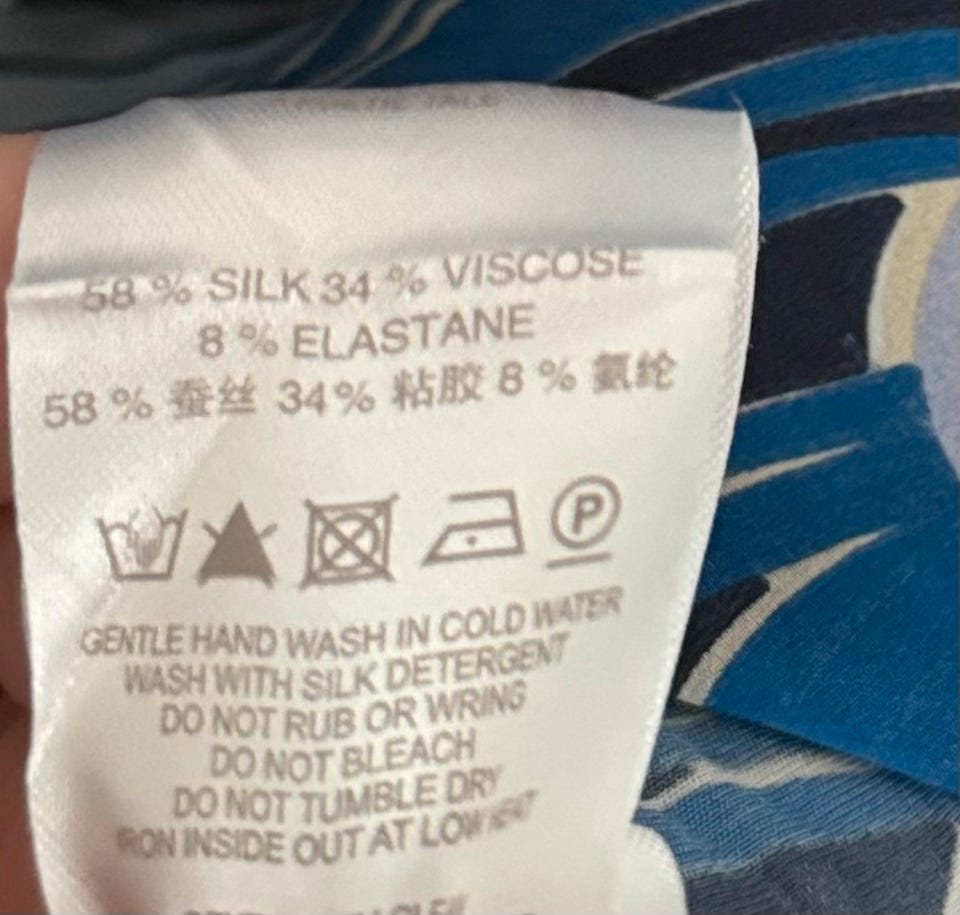 58 % SILK 34 % VISCOSE
8 % ELASTANE
58 % 蚕丝 34% 粘胶 8 % 氨纶
P
GENTLE HAND WASH IN COLD WATER
WASH WITH SILK DETERGENT
DO NOT RUB OR WRING
DO NOT BLEACH
DO NOT TUMBLE DRY
IRON INSIDE OUT AT LOW HEAT